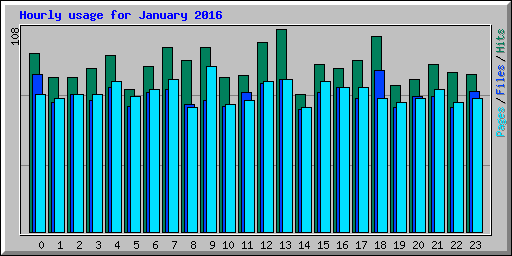 Hourly usage for January 2016
108
Pages/Files/Hits
0 1 2 3 4 5 6 7 8 9 10 11 12 13 14 15 16 17 18 19 20 21 22 23